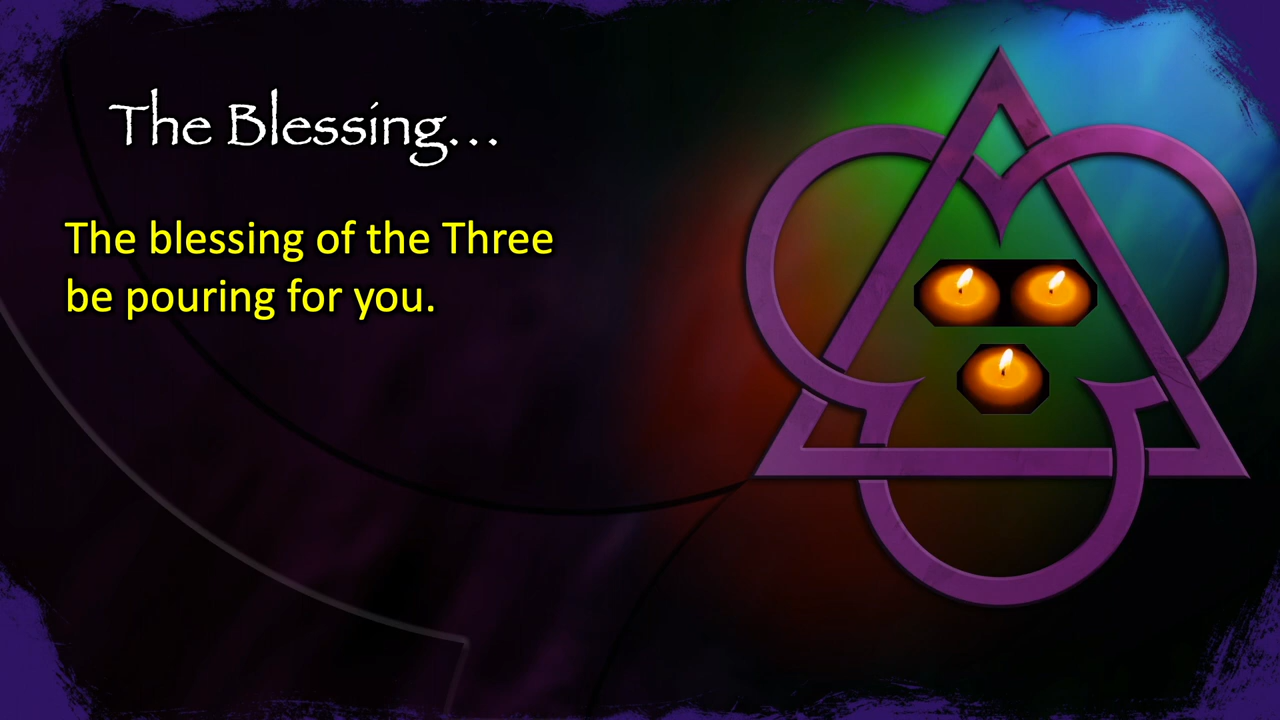 The Blessing…
The blessing of the Three
be pouring for you.